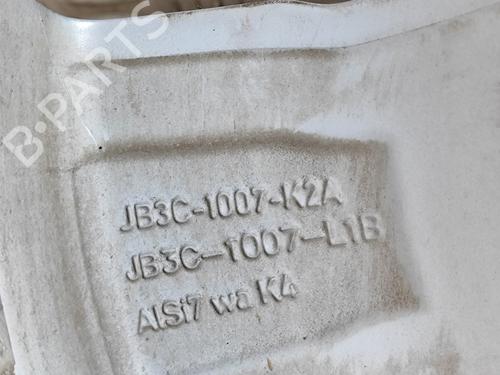 B-PARTS
JB3C-1007-K2A
JB3C-1007-L1B
AlSi7 wa K4